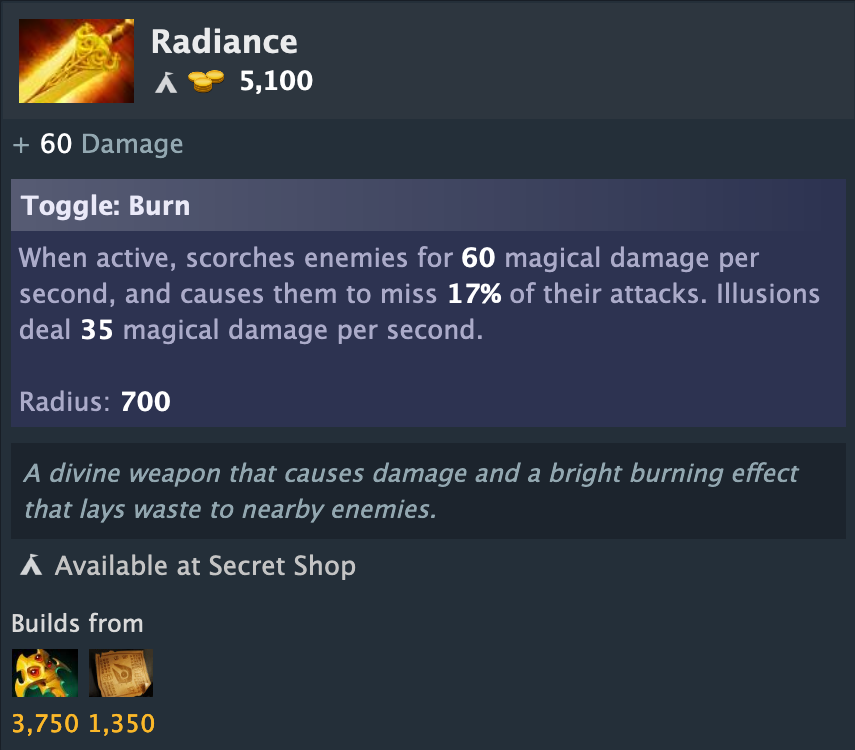 Radiance
5,100
+ 60 Damage
Toggle: Burn
When active, scorches enemies for 60 magical damage per
second, and causes them to miss 17% of their attacks. Illusions
deal 35 magical damage per second.
Radius: 700
A divine weapon that causes damage and a bright burning effect
that lays waste to nearby enemies.
Available at Secret Shop
Builds from
3,750 1,350